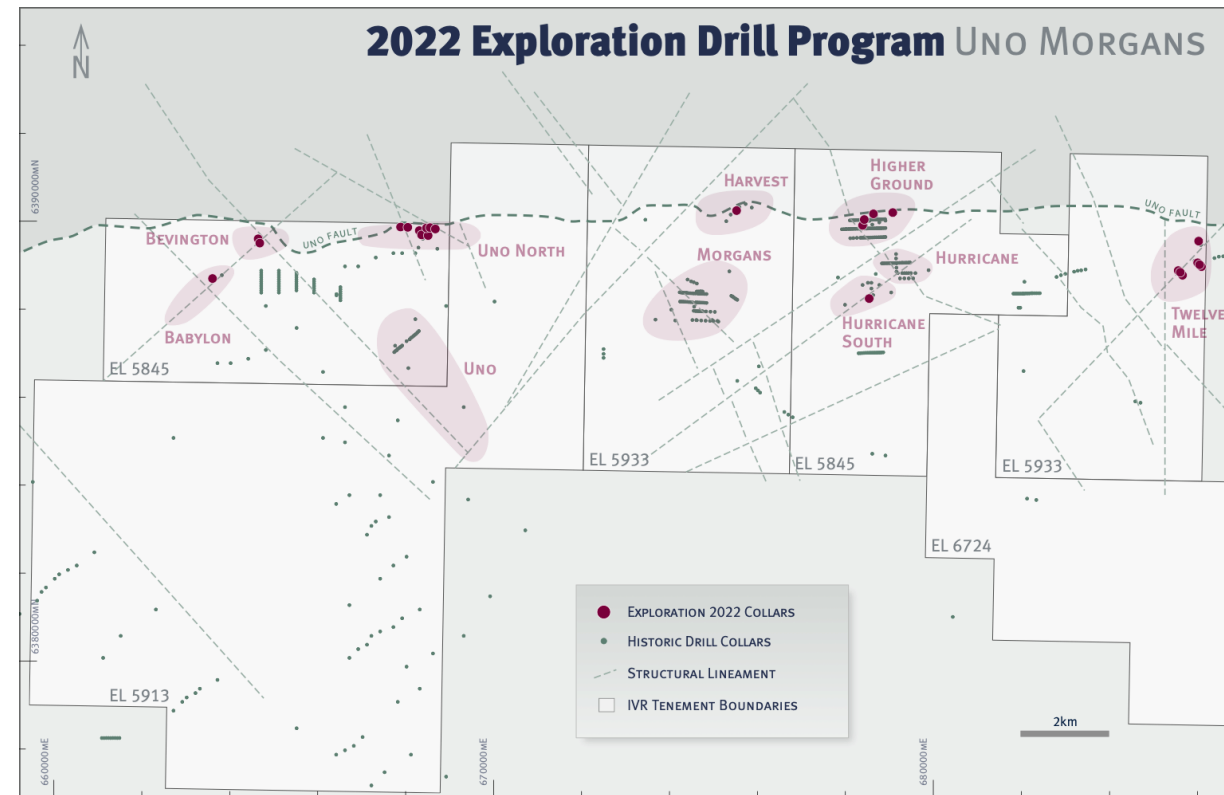 2022 Exploration Drill Program Uno Morgans
N
6390000mN
Higher
Ground
Harvest
Uno Fault
Bevington
Uno Fault
Uno North
Morgans
Hurricane
Babylon
Hurricane
South
Twelve
Mile
Uno
EL 5845
EL 5933
EL 5845
EL 5933
EL 6724
6380000mN
Exploration 2022 Collars
Historic Drill Collars
Structural Lineament
IVR Tenement Boundaries
EL 5913
2km
660000mE
670000mE
680000mE